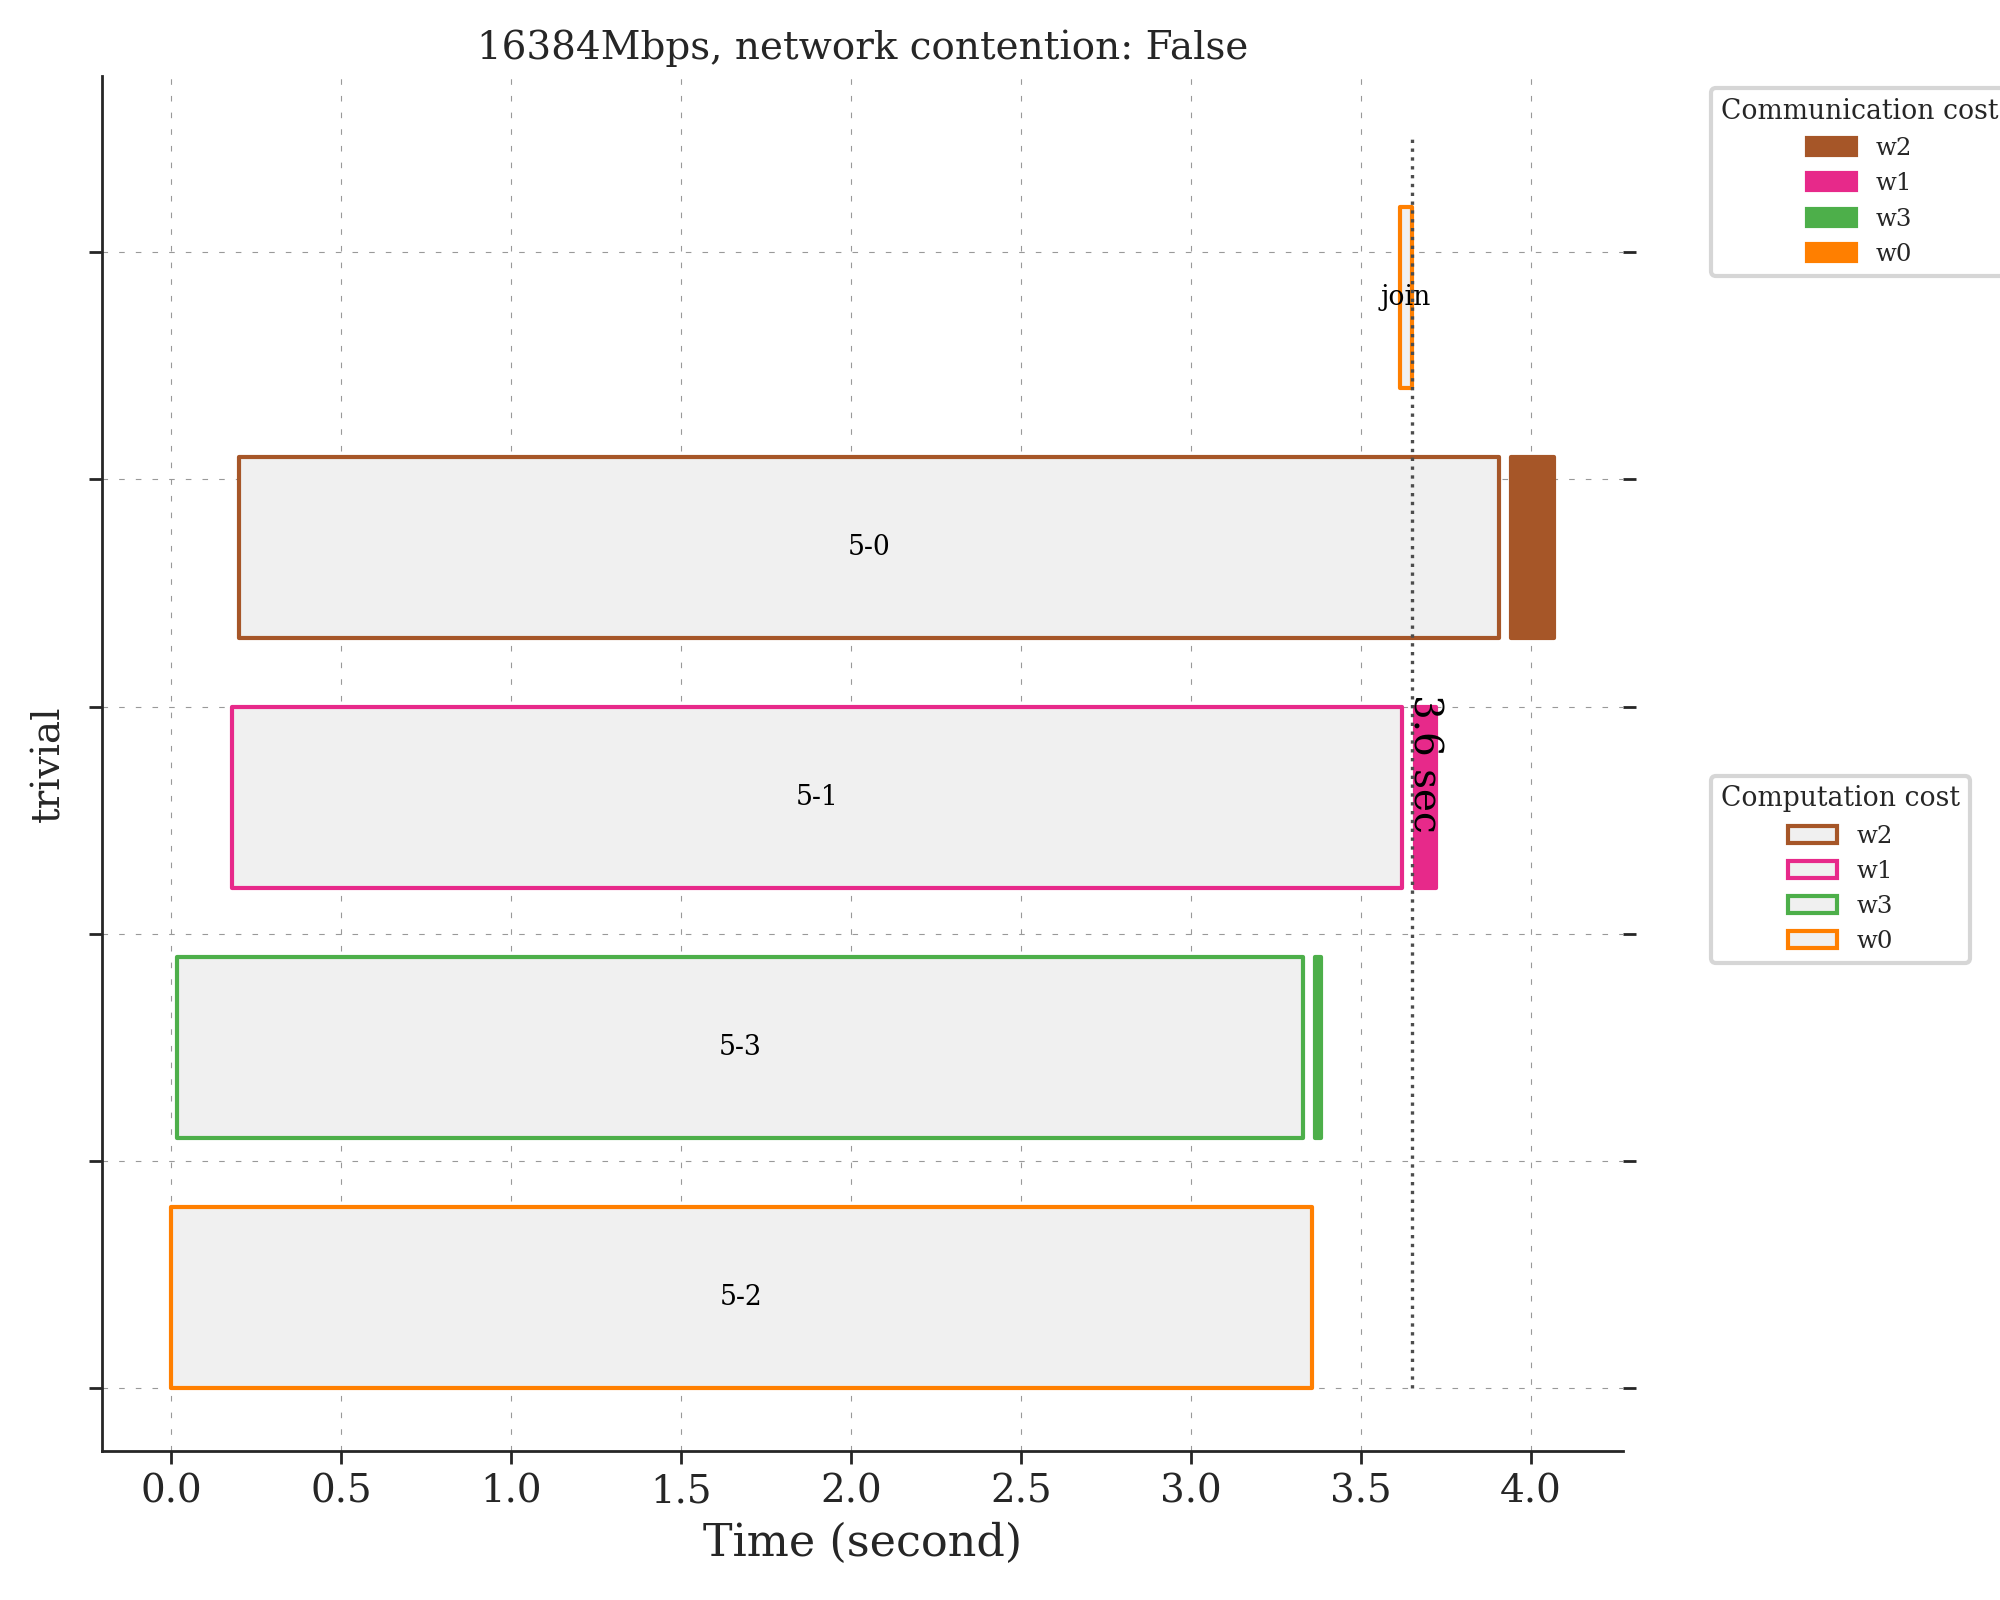 16384Mbps, network contention: False
Communication cost
w2
w1
w3
w0
join
5-0
3.6 sec
5-1
trivial
Computation cost
w2
w1
w3
w0
5-3
5-2
0.0 0.5 1.0 1.5 2.0 2.5 3.0 3.5 4.0
Time (second)